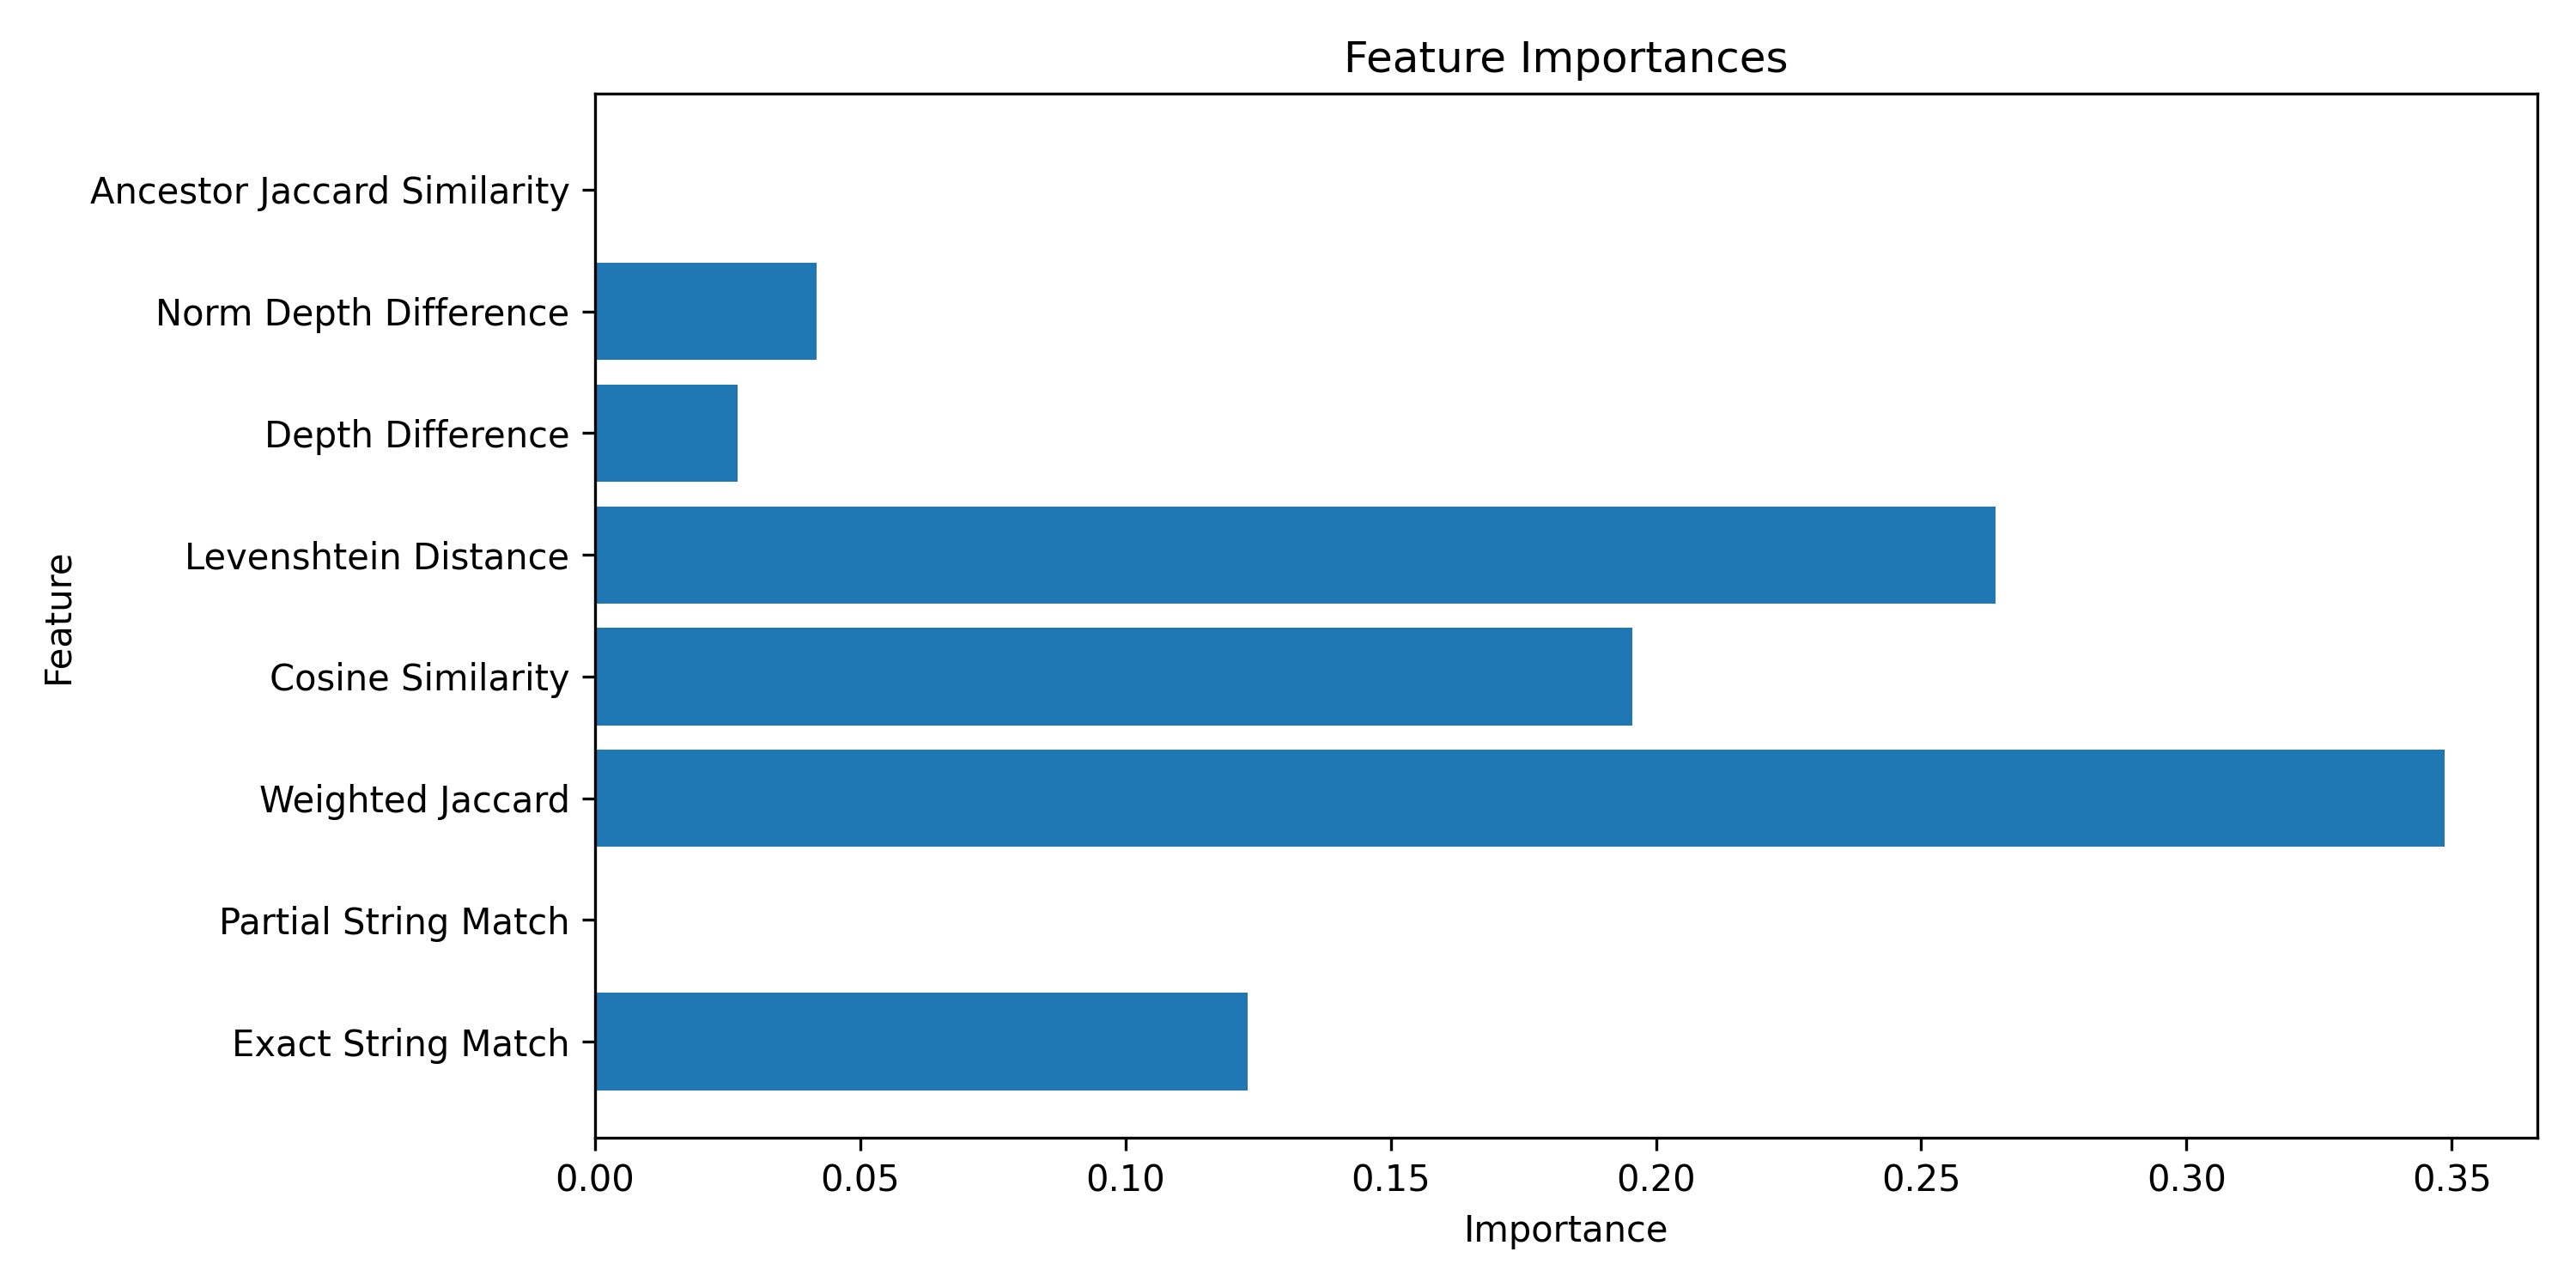 Feature Importances
Ancestor Jaccard Similarity
Norm Depth Difference
Depth Difference
Levenshtein Distance
Cosine Similarity
Weighted Jaccard
Partial String Match
Exact String Match
Feature
0.00 0.05 0.10 0.15 0.20 0.25 0.30 0.35
Importance